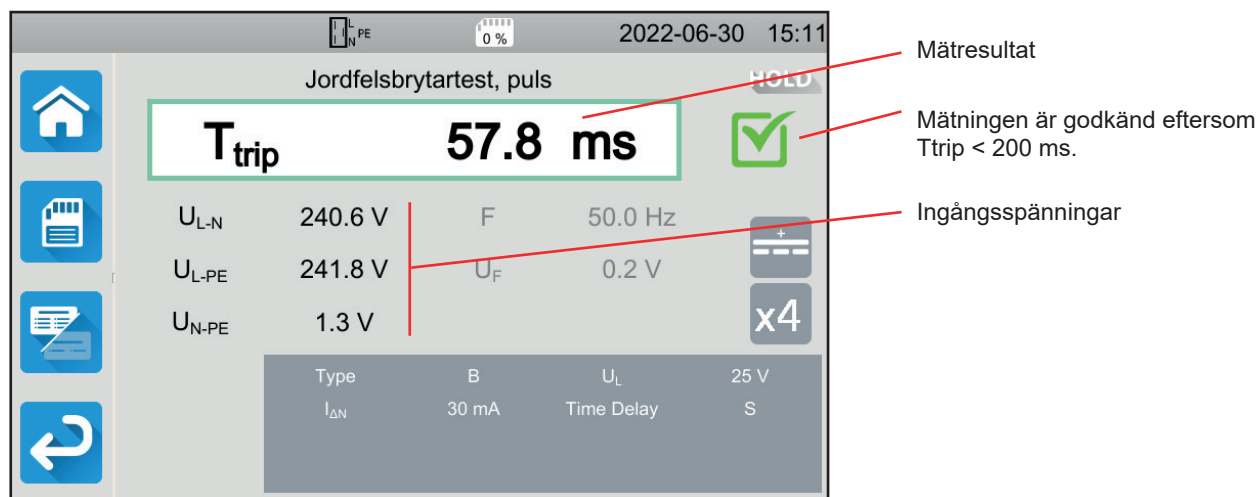 L
N PE
0 %
2022-06-30 15:11
Jordfelsbrytartest, puls
HOLD
Ttrip 57.8 ms
UL-N 240.6 V F 50.0 Hz
UL-PE 241.8 V UF 0.2 V
UN-PE 1.3 V
x4
Type B UL 25 V
IΔN 30 mA Time Delay S
Mätresultat
Mätningen är godkänd eftersom
Ttrip < 200 ms.
Ingångsspänningar